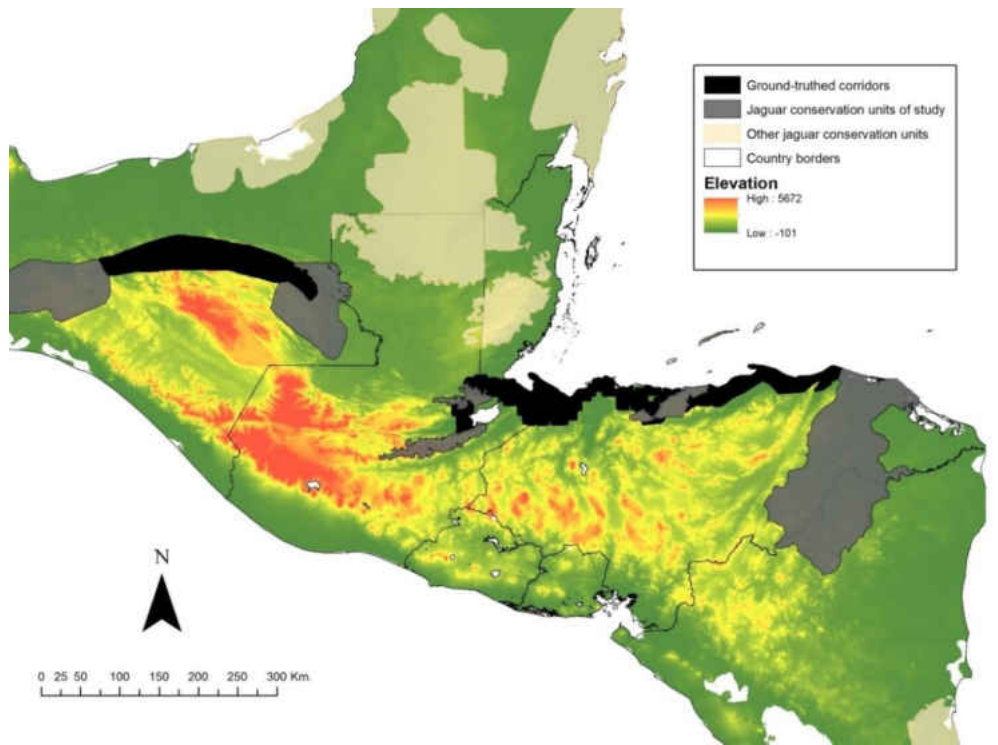 Ground-truthed corridors
Jaguar conservation units of study
Other jaguar conservation units
Country borders
Elevation
High : 5672
Low : -101
N
0 25 50 100 150 200 250 300 Km.